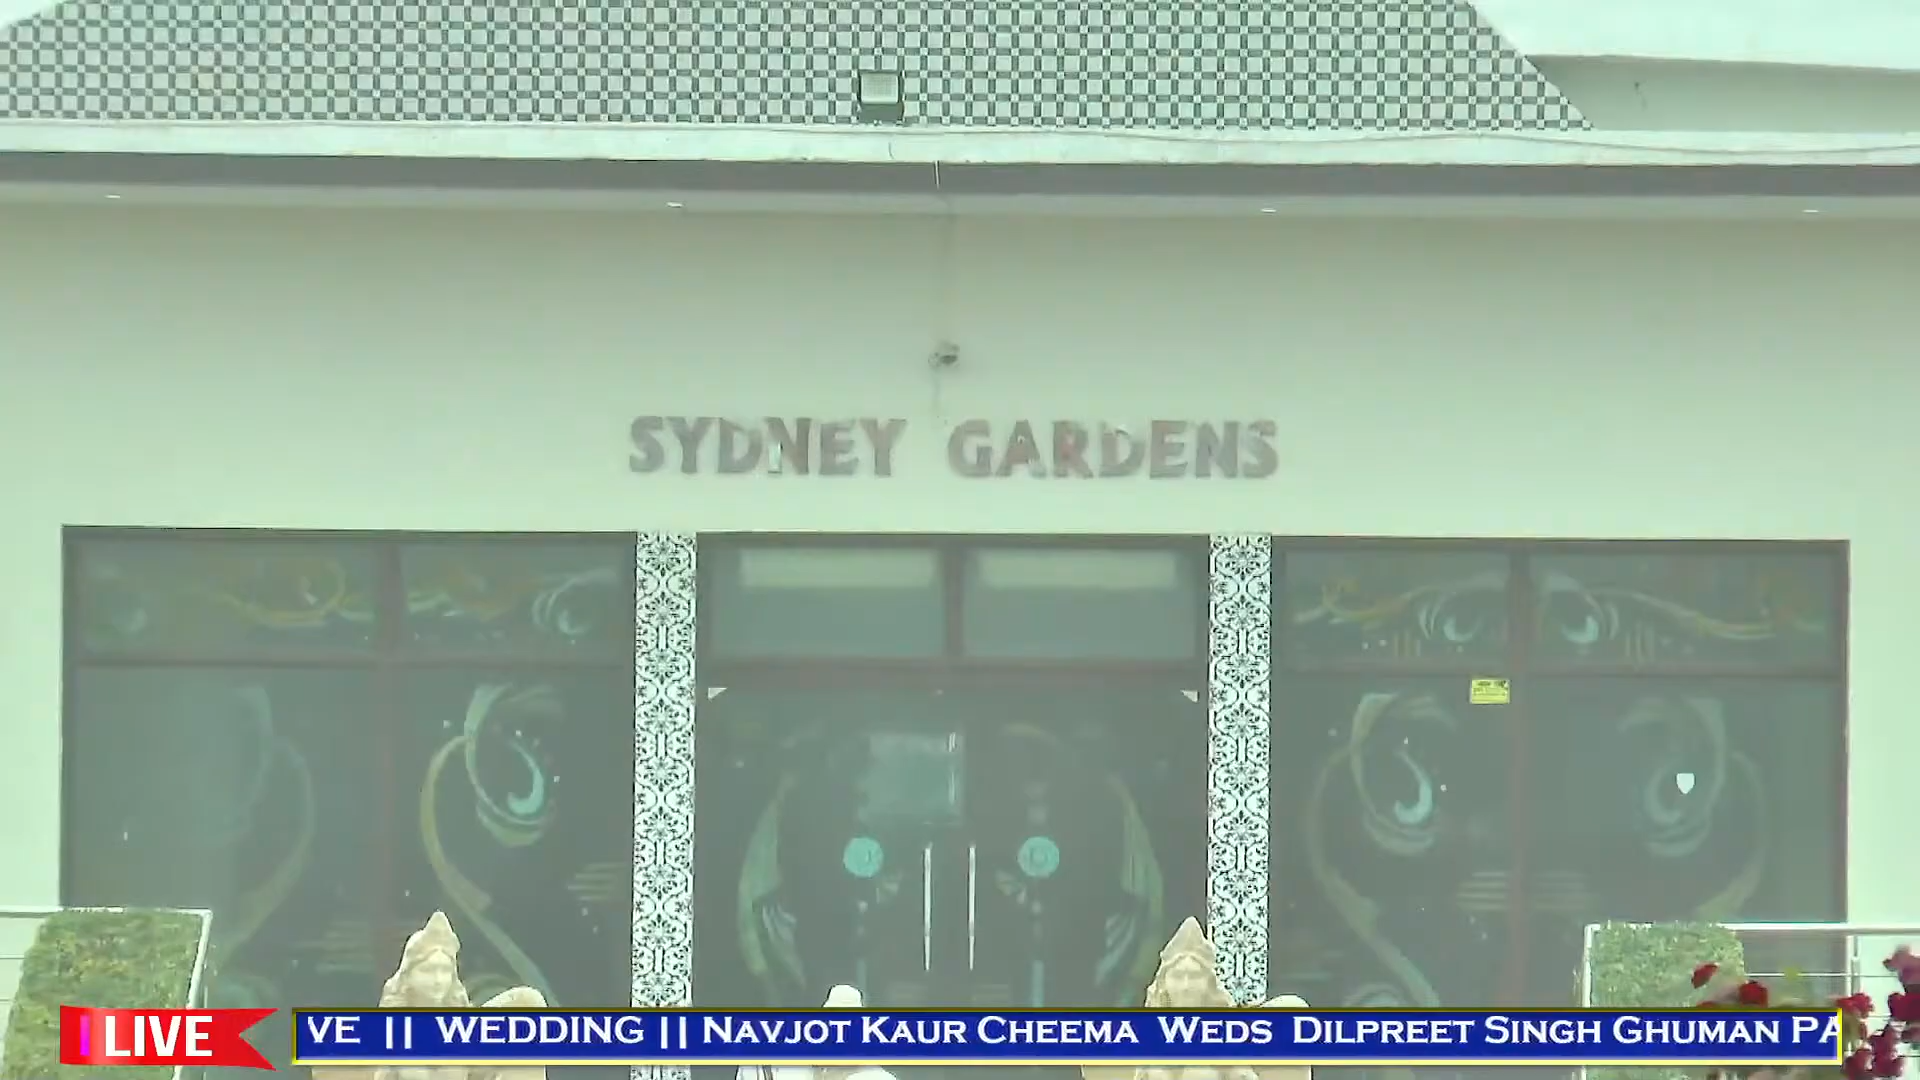 SYDNEY GARDENS
LIVE
VE || WEDDING || NAVJOT KAUR CHEEMA WEDS DILPREET SINGH GHUMAN PA